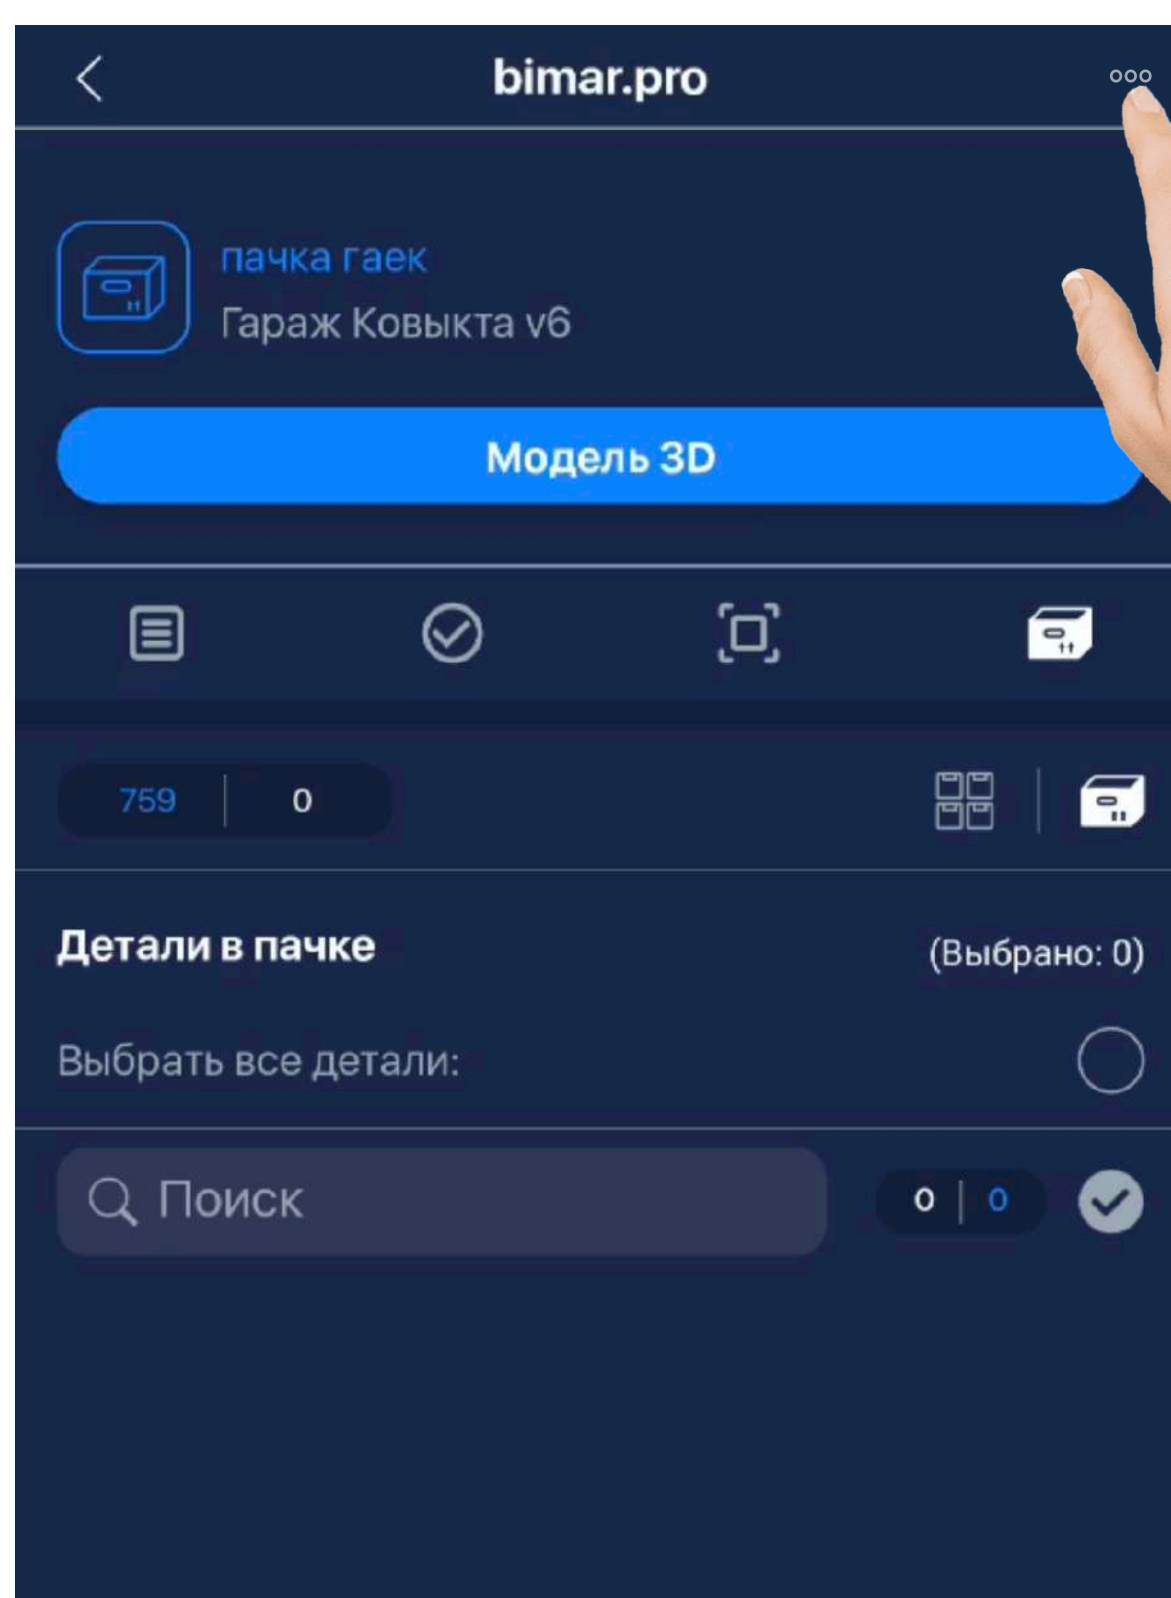 bimar.pro
пачка гаек
Гараж Ковыкта v6
Модель 3D
759 | 0
Детали в пачке
(Выбрано: 0)
Выбрать все детали:
Поиск
0 | 0